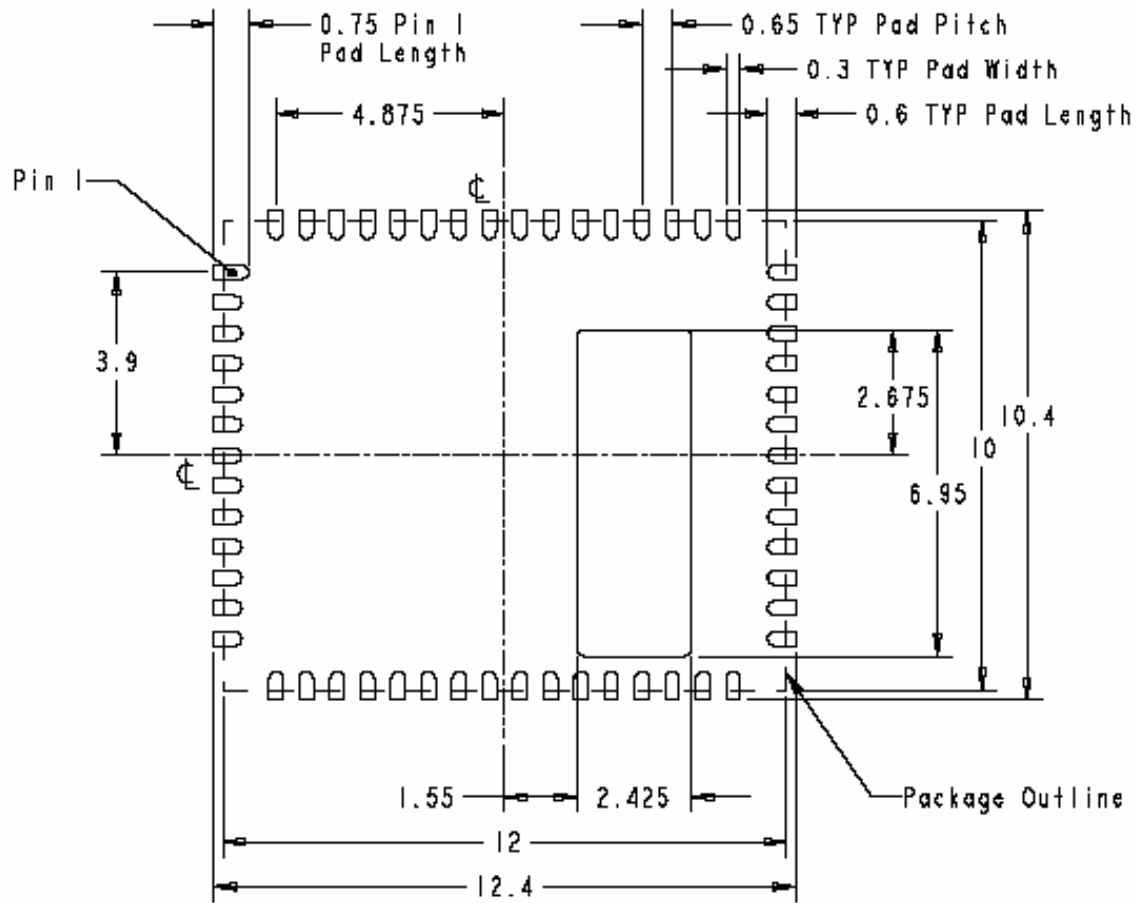 0.75 Pin 1
Pad Length
0.65 TYP Pad Pitch
0.3 TYP Pad Width
4.875
0.6 TYP Pad Length
Pin 1
℄
3.9
2.675
10.4
10
℄
6.95
1.55
2.425
Package Outline
12
12.4